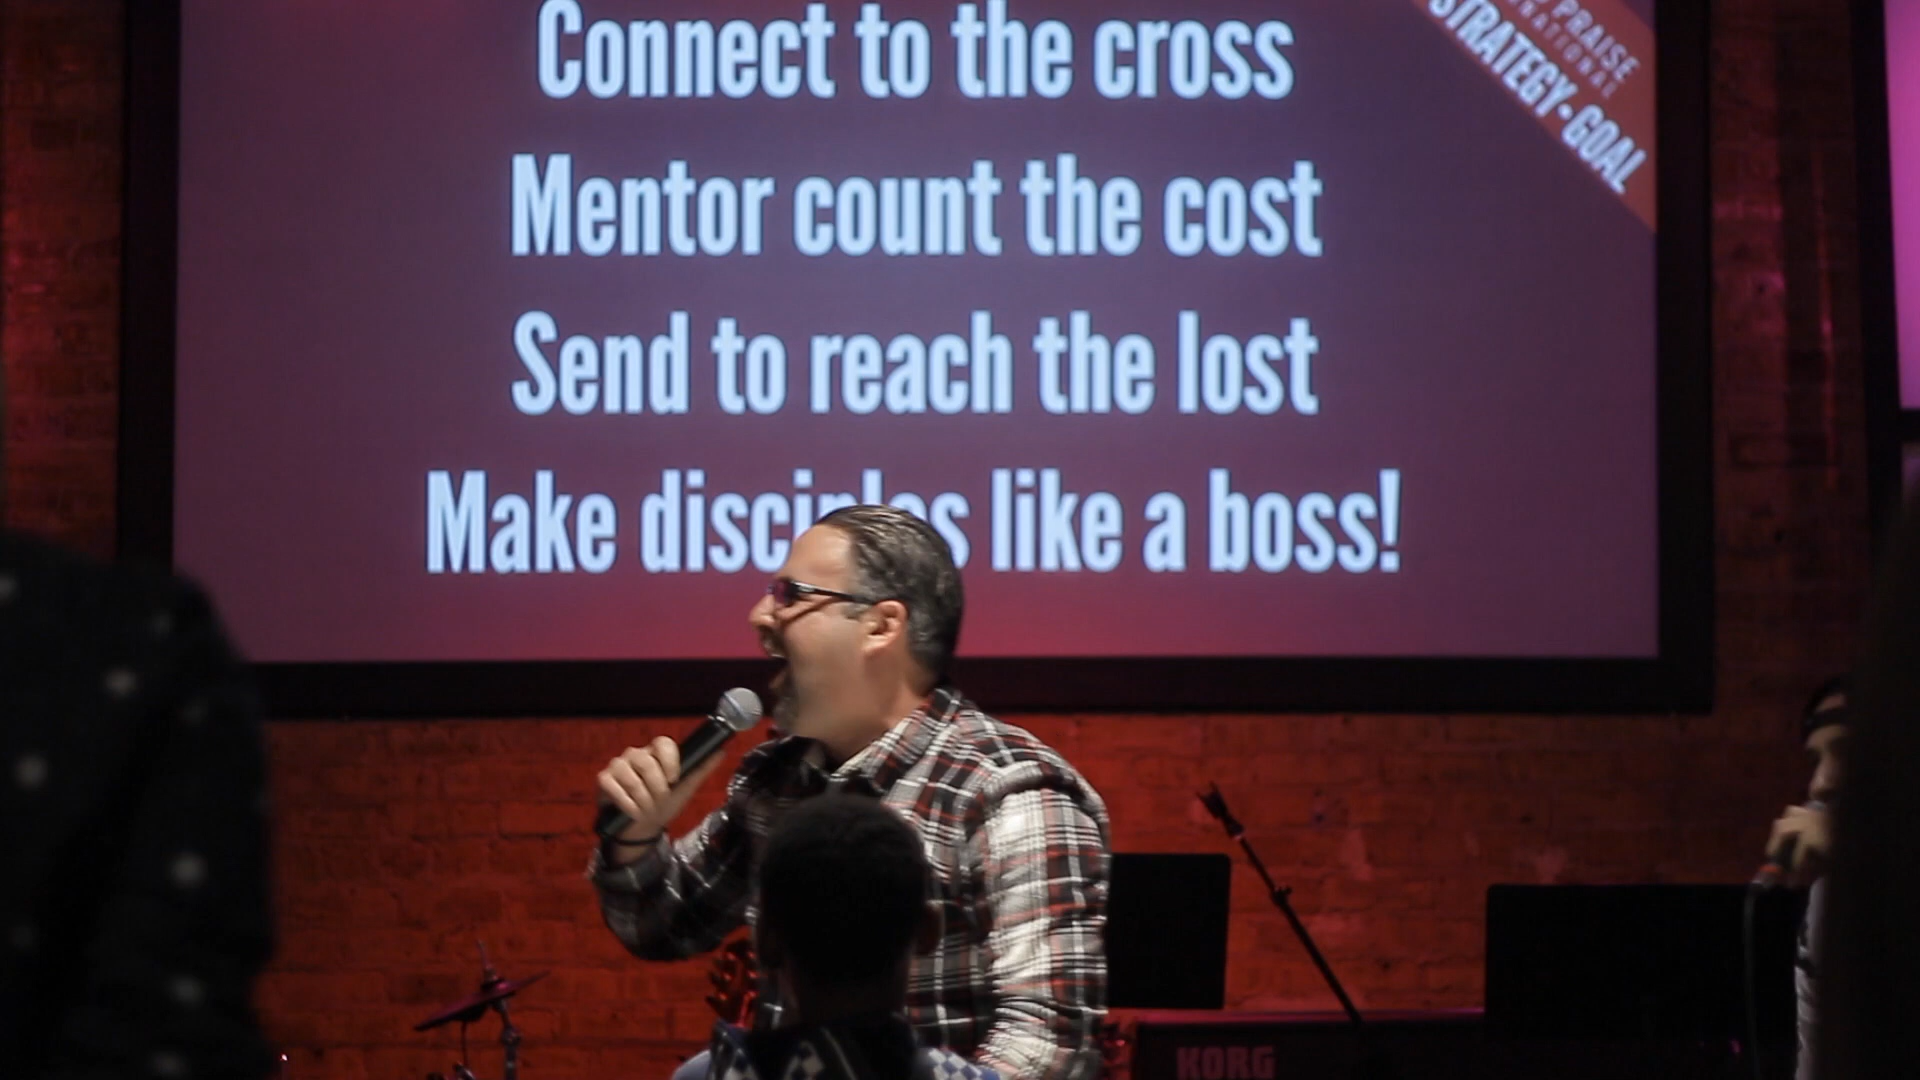 Connect to the cross
Mentor count the cost
Send to reach the lost
Make disciples like a boss!
PRAISE
STRATEGY•GOAL
KORG